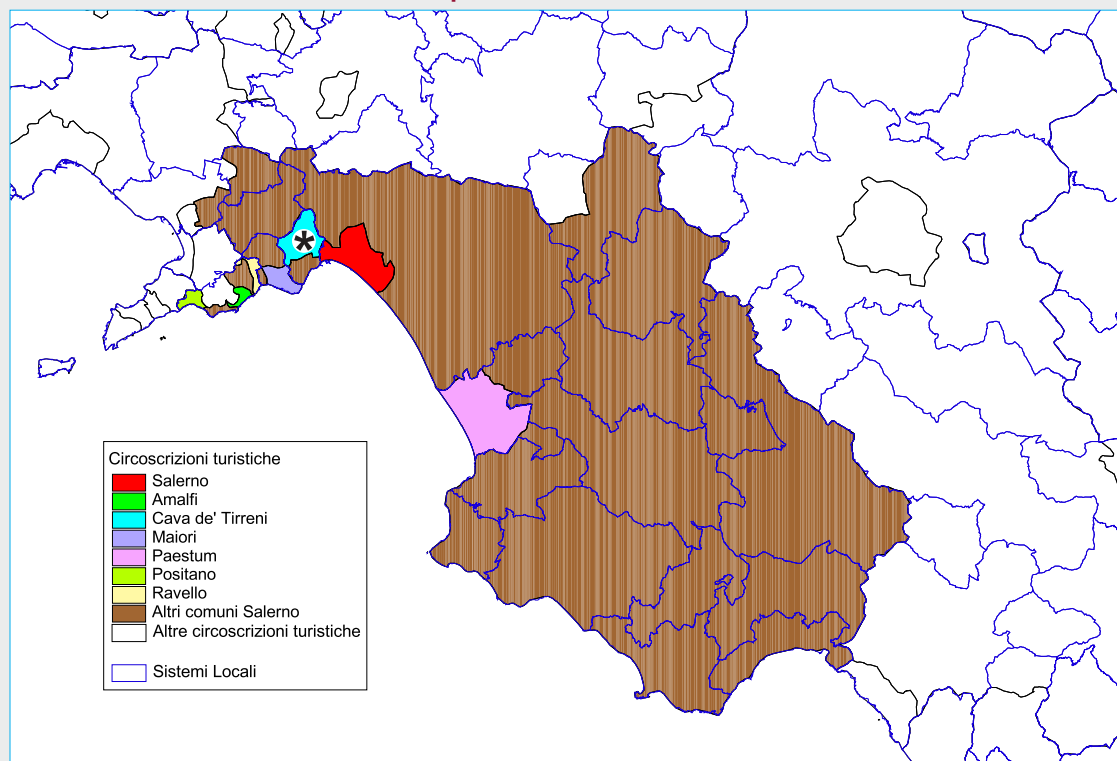 *
Circoscrizioni turistiche
Salerno
Amalfi
Cava de' Tirreni
Maiori
Paestum
Positano
Ravello
Altri comuni Salerno
Altre circoscrizioni turistiche
Sistemi Locali